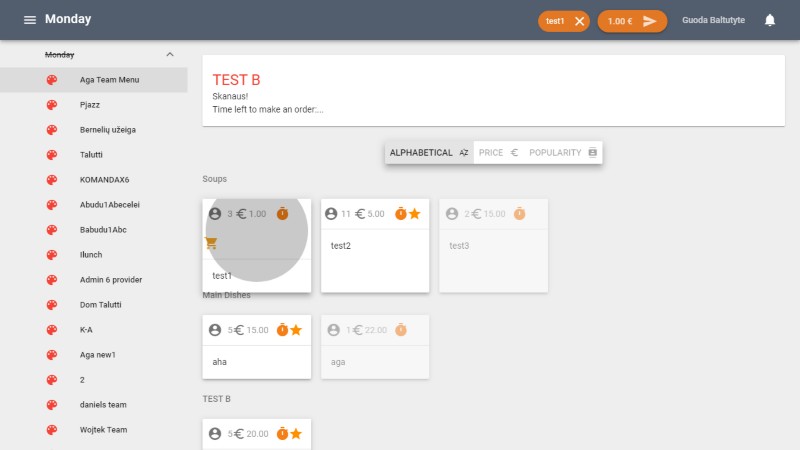 Monday
test1
1.00 €
Guoda Baltutyte
Monday
Aga Team Menu
Pjazz
Bernelių užeiga
Talutti
KOMANDAX6
Abudu1Abecelei
Babudu1Abc
Ilunch
Admin 6 provider
Dom Talutti
K-A
Aga new1
2
daniels team
Wojtek Team
TEST B
Skanaus!
Time left to make an order:...
ALPHABETICAL AZ PRICE € POPULARITY
Soups
3 € 1.00
test1
11 € 5.00
test2
2 € 15.00
test3
Main Dishes
5 € 15.00
aha
1 € 22.00
aga
TEST B
5 € 20.00